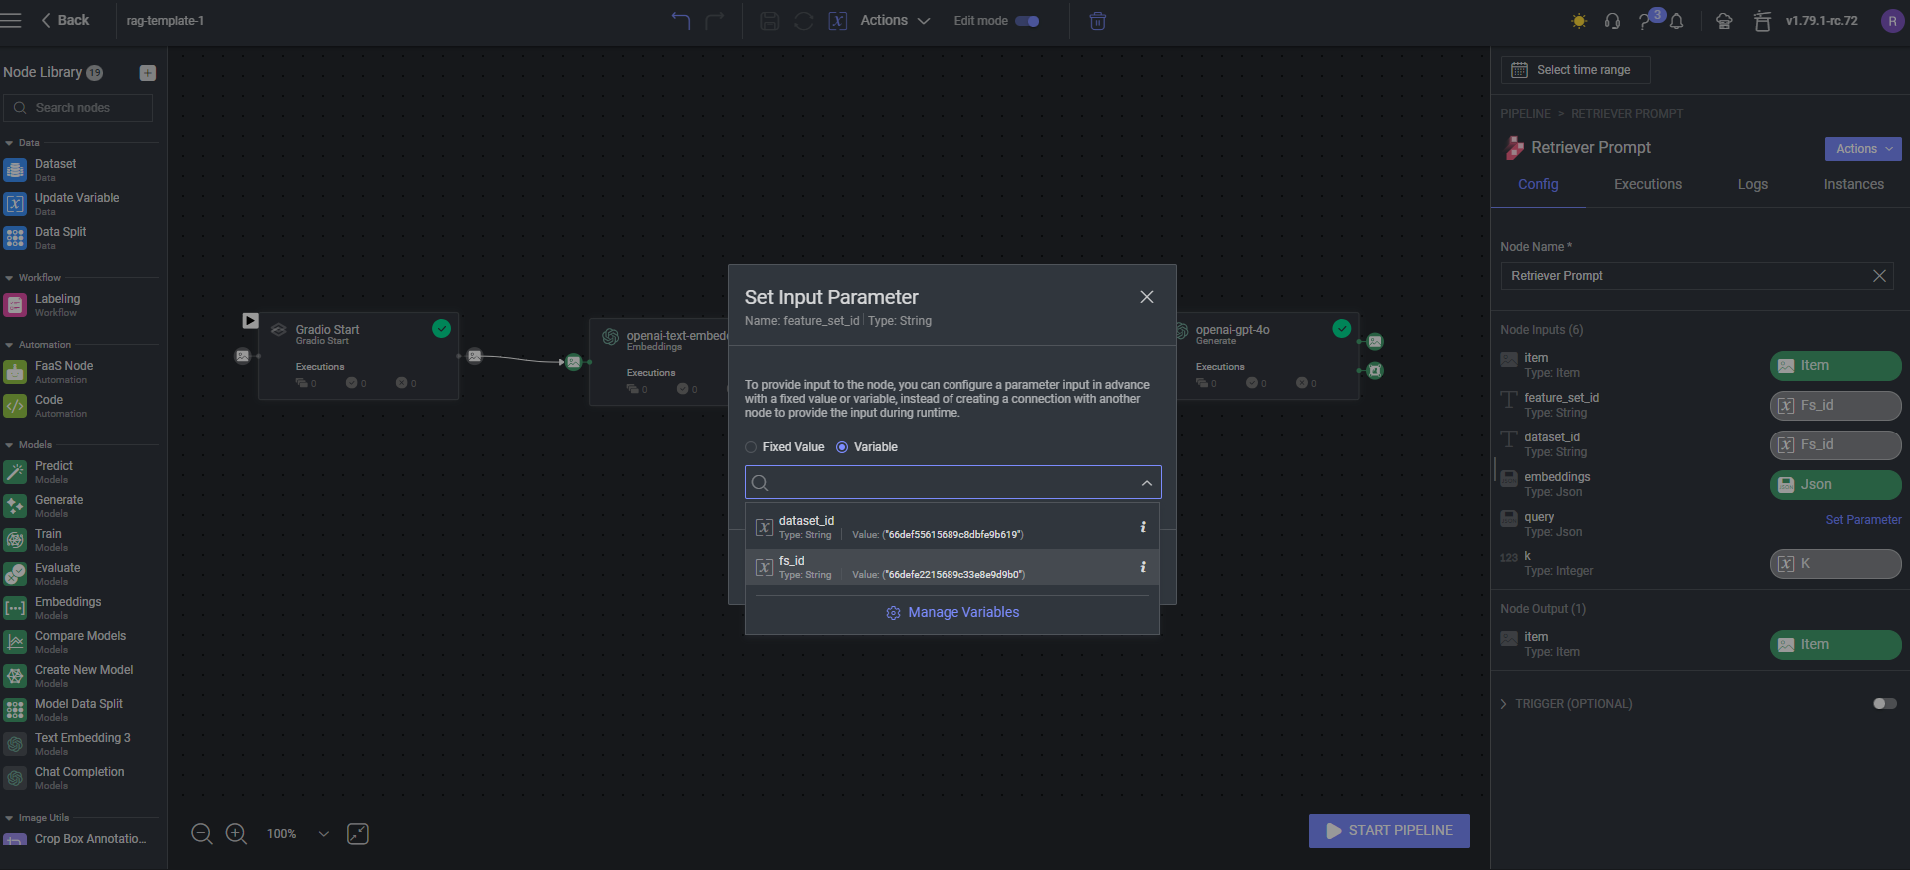 Back
rag-template-1
Actions
Edit mode
3
v1.79.1-rc.72
R
Node Library 19
Search nodes
Data
Dataset
Data
Update Variable
Data
Data Split
Data
Workflow
Labeling
Workflow
Automation
FaaS Node
Automation
Code
Automation
Models
Predict
Models
Generate
Models
Train
Models
Evaluate
Models
Embeddings
Models
Compare Models
Models
Create New Model
Models
Model Data Split
Models
Text Embedding 3
Models
Chat Completion
Models
Image Utils
Crop Box Annotatio...
Gradio Start
Gradio Start
Executions
0 0 0
openai-text-embed
Embeddings
Executions
0 0
Set Input Parameter
Name: feature_set_id | Type: String
To provide input to the node, you can configure a parameter input in advance
with a fixed value or variable, instead of creating a connection with another
node to provide the input during runtime.
Fixed Value Variable
dataset_id
Type: String | Value: ("66def55615689c8dbfe9b619")
fs_id
Type: String | Value: ("66defe2215689c33e8e9d9b0")
Manage Variables
openai-gpt-4o
Generate
Executions
0 0 0
100%
START PIPELINE
Select time range
PIPELINE > RETRIEVER PROMPT
Retriever Prompt
Actions
Config Executions Logs Instances
Node Name *
Retriever Prompt
Node Inputs (6)
item
Type: Item
Item
feature_set_id
Type: String
Fs_id
dataset_id
Type: String
Fs_id
embeddings
Type: Json
Json
query
Type: Json
Set Parameter
123 k
Type: Integer
K
Node Output (1)
item
Type: Item
Item
TRIGGER (OPTIONAL)